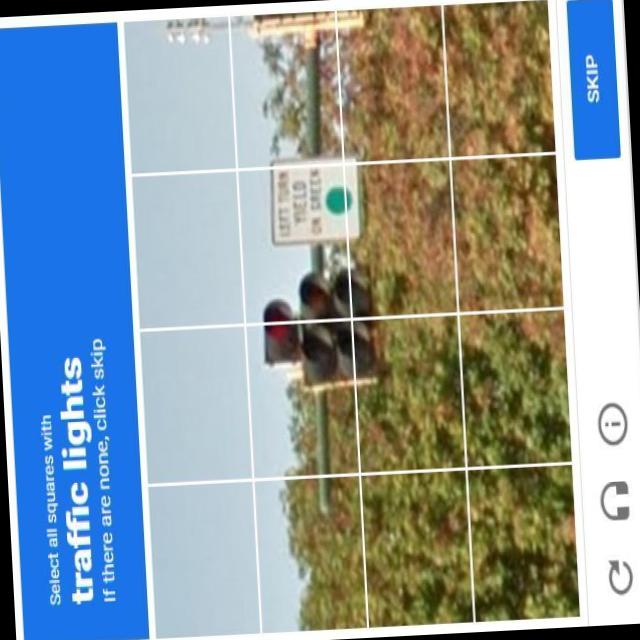 Select all squares with
traffic lights
If there are none, click skip
LEFT TURN
YIELD
ON GREEN
SKIP